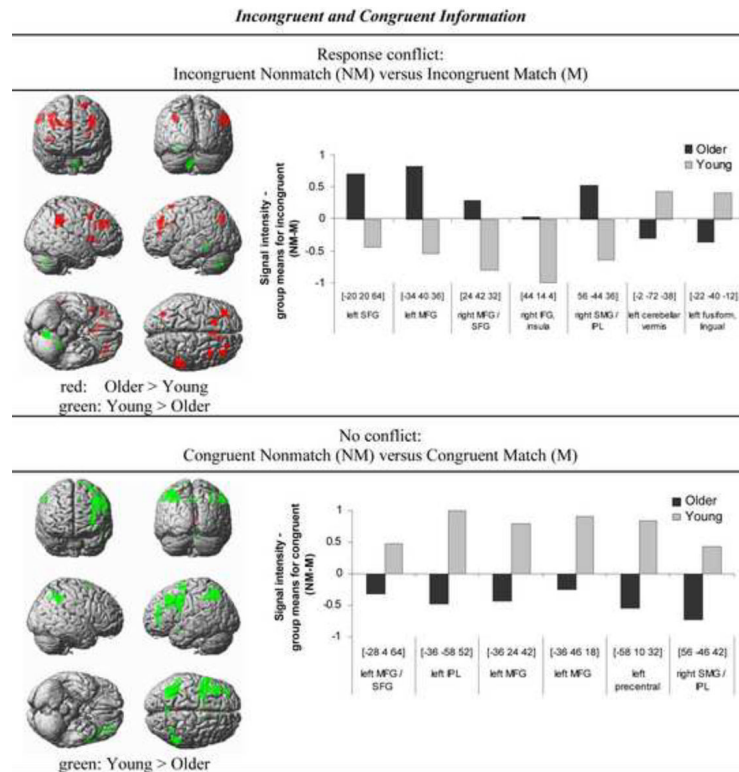 Incongruent and Congruent Information
Response conflict:
Incongruent Nonmatch (NM) versus Incongruent Match (M)
Older
Young
Signal intensity -
group means for incongruent
(NM-M)
1
0.5
0
-0.5
-1
[-20 20 64] [-34 40 36] [24 42 32] [44 14 4] 56 -44 36] [-2 -72 -38] [-22 -40 -12]
left SFG left MFG right MFG / right IFG, right SMG / left cerebellar left fusiform,
SFG insula IPL vermis lingual
red: Older > Young
green: Young > Older
No conflict:
Congruent Nonmatch (NM) versus Congruent Match (M)
Older
Young
Signal intensity -
group means for congruent
(NM-M)
1
0.5
0
-0.5
-1
[-28 4 64] [-36 -58 52] [-36 24 42] [-36 46 18] [-58 10 32] [56 -46 42]
left MFG / left IPL left MFG left MFG left right SMG /
SFG precentral IPL
green: Young > Older